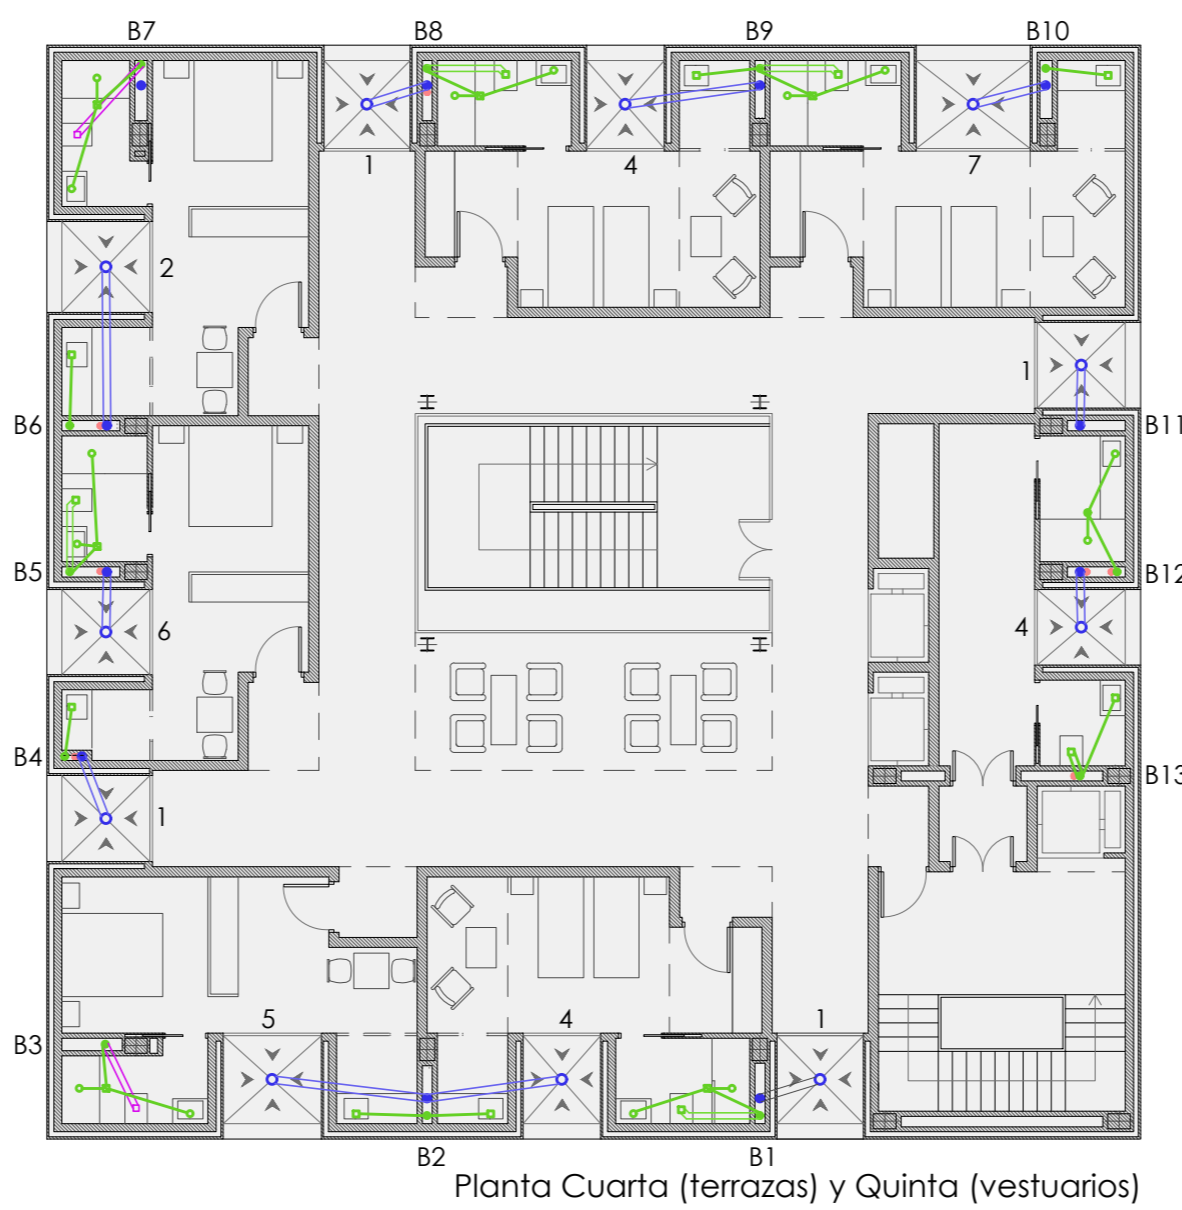 B7 B8 B9 B10
1 4 7
2
1
B6 B11
B5 B12
6 4
B4 B13
1
5 4 1
B3
B2 B1
Planta Cuarta (terrazas) y Quinta (vestuarios)